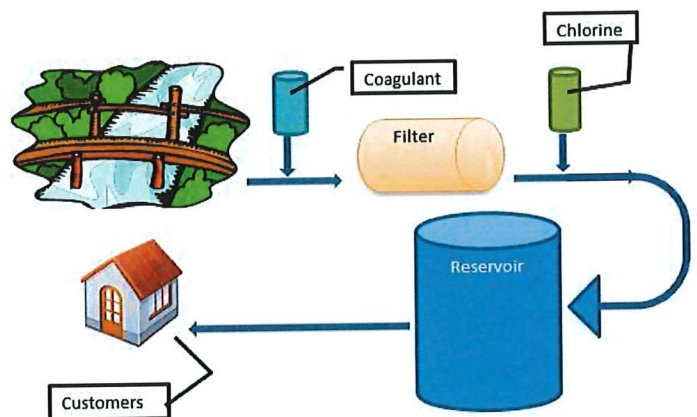 Chlorine
Coagulant
Filter
Reservoir
Customers